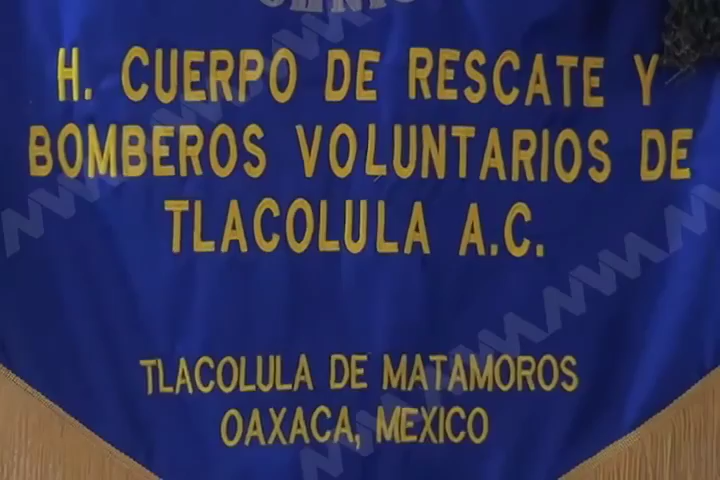 H. CUERPO DE RESCATE Y
BOMBEROS VOLUNTARIOS DE
TLACOLULA A.C.
TLACOLULA DE MATAMOROS
OAXACA, MEXICO